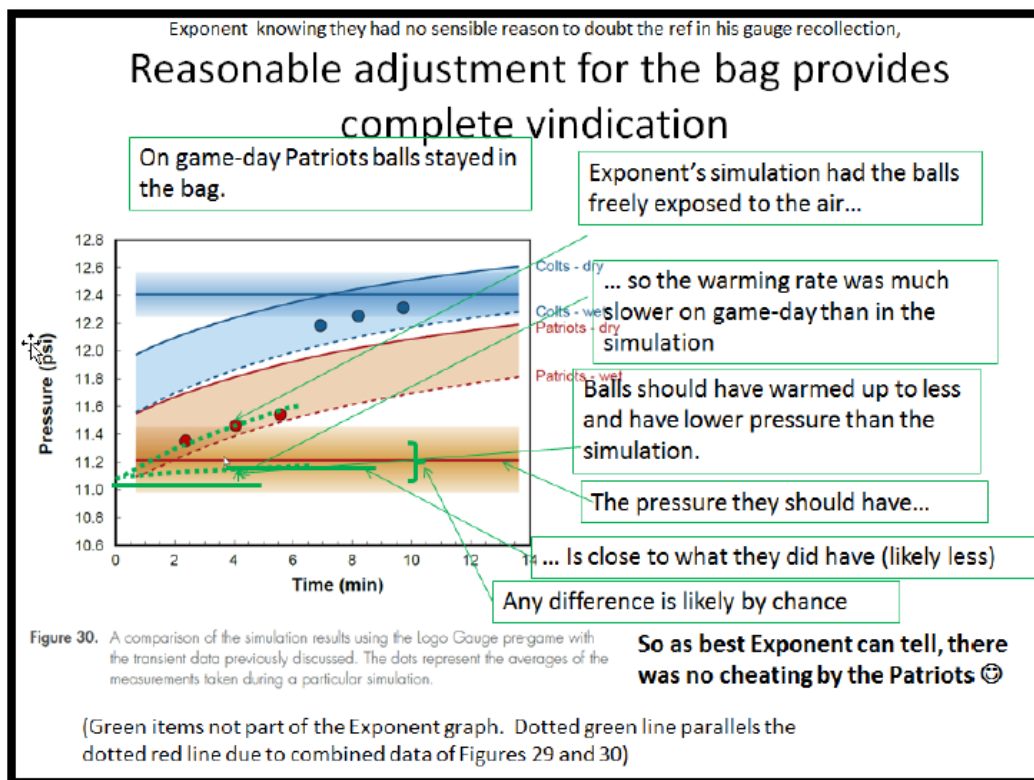 Exponent knowing they had no sensible reason to doubt the ref in his gauge recollection,
Reasonable adjustment for the bag provides
complete vindication
On game-day Patriots balls stayed in
the bag.
Exponent's simulation had the balls
freely exposed to the air...
... so the warming rate was much
slower on game-day than in the
simulation
Balls should have warmed up to less
and have lower pressure than the
simulation.
The pressure they should have...
... Is close to what they did have (likely less)
Any difference is likely by chance
So as best Exponent can tell, there
was no cheating by the Patriots ☺
12.8
12.6
12.4
12.2
12.0
11.8
11.6
11.4
11.2
11.0
10.8
10.6
Pressure (psi)
0 2 4 6 8 10 12 14
Time (min)
Colts - dry
Colts - wet
Patriots - dry
Patriots - wet
Figure 30. A comparison of the simulation results using the Logo Gauge pre-game with
the transient data previously discussed. The dots represent the averages of the
measurements taken during a particular simulation.
(Green items not part of the Exponent graph. Dotted green line parallels the
dotted red line due to combined data of Figures 29 and 30)